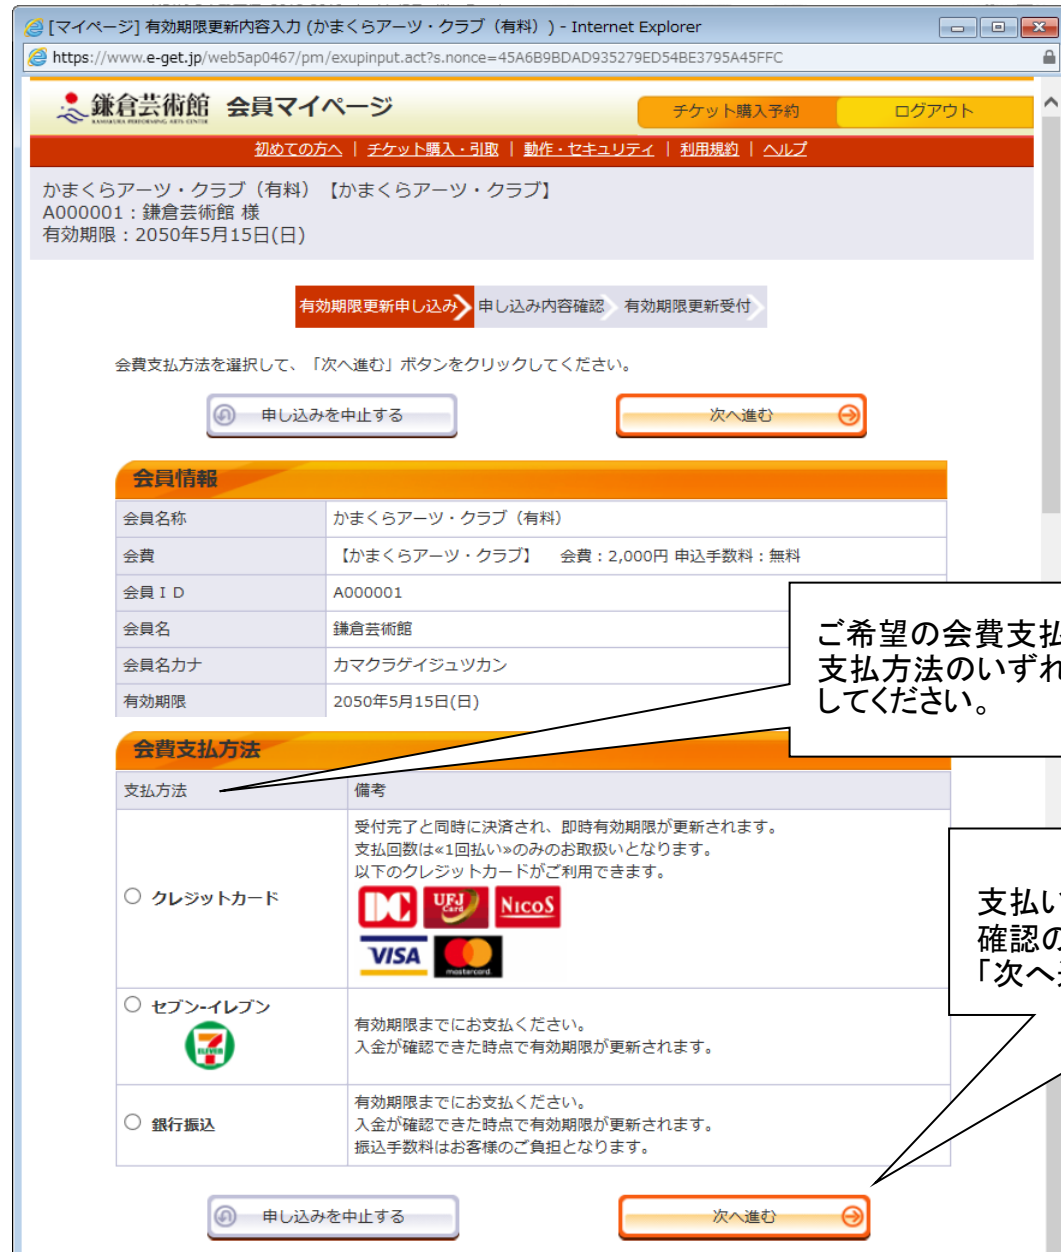 [マイページ] 有効期限更新内容入力 (かまくらアーツ・クラブ（有料）) - Internet Explorer
https://www.e-get.jp/web5ap0467/pm/exupinput.act?s.nonce=45A6B9BDAD935279ED54BE3795A45FFC
鎌倉芸術館 会員マイページ
KAMAKURA PERFORMING ARTS CENTER
チケット購入予約 ログアウト
初めての方へ | チケット購入・引取 | 動作・セキュリティ | 利用規約 | ヘルプ
かまくらアーツ・クラブ（有料）【かまくらアーツ・クラブ】
A000001：鎌倉芸術館 様
有効期限：2050年5月15日(日)
有効期限更新申し込み 申し込み内容確認 有効期限更新受付
会費支払方法を選択して、「次へ進む」ボタンをクリックしてください。
申し込みを中止する 次へ進む
会員情報
会員名称 かまくらアーツ・クラブ（有料）
会費 【かまくらアーツ・クラブ】 会費：2,000円 申込手数料：無料
会員ＩＤ A000001
会員名 鎌倉芸術館
会員名カナ カマクラゲイジュツカン
有効期限 2050年5月15日(日)
ご希望の会費支払
支払方法のいずれ
してください。
会費支払方法
支払方法 備考
クレジットカード
受付完了と同時に決済され、即時有効期限が更新されます。
支払回数は≪1回払い≫のみのお取扱いとなります。
以下のクレジットカードがご利用できます。
DC UFJ Card NICOS
VISA mastercard
支払い
確認の
「次へ
セブン-イレブン
ELEVEN
有効期限までにお支払ください。
入金が確認できた時点で有効期限が更新されます。
銀行振込
有効期限までにお支払ください。
入金が確認できた時点で有効期限が更新されます。
振込手数料はお客様のご負担となります。
申し込みを中止する 次へ進む